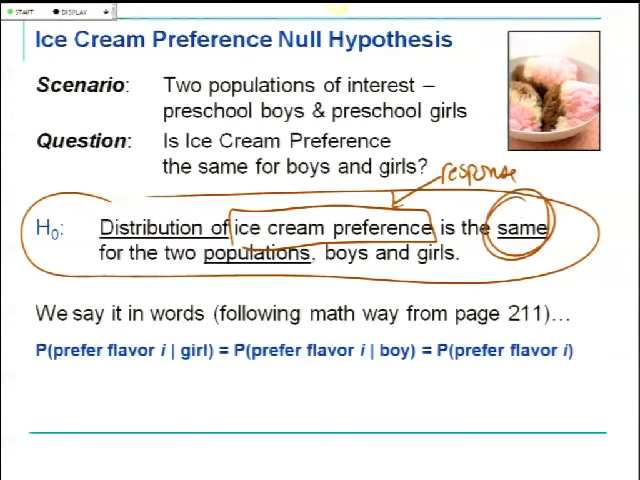 START DISPLAY
Ice Cream Preference Null Hypothesis
Scenario: Two populations of interest –
preschool boys & preschool girls
Question: Is Ice Cream Preference
the same for boys and girls?
response
H0: Distribution of ice cream preference is the same
for the two populations, boys and girls.
We say it in words (following math way from page 211)…
P(prefer flavor i | girl) = P(prefer flavor i | boy) = P(prefer flavor i)